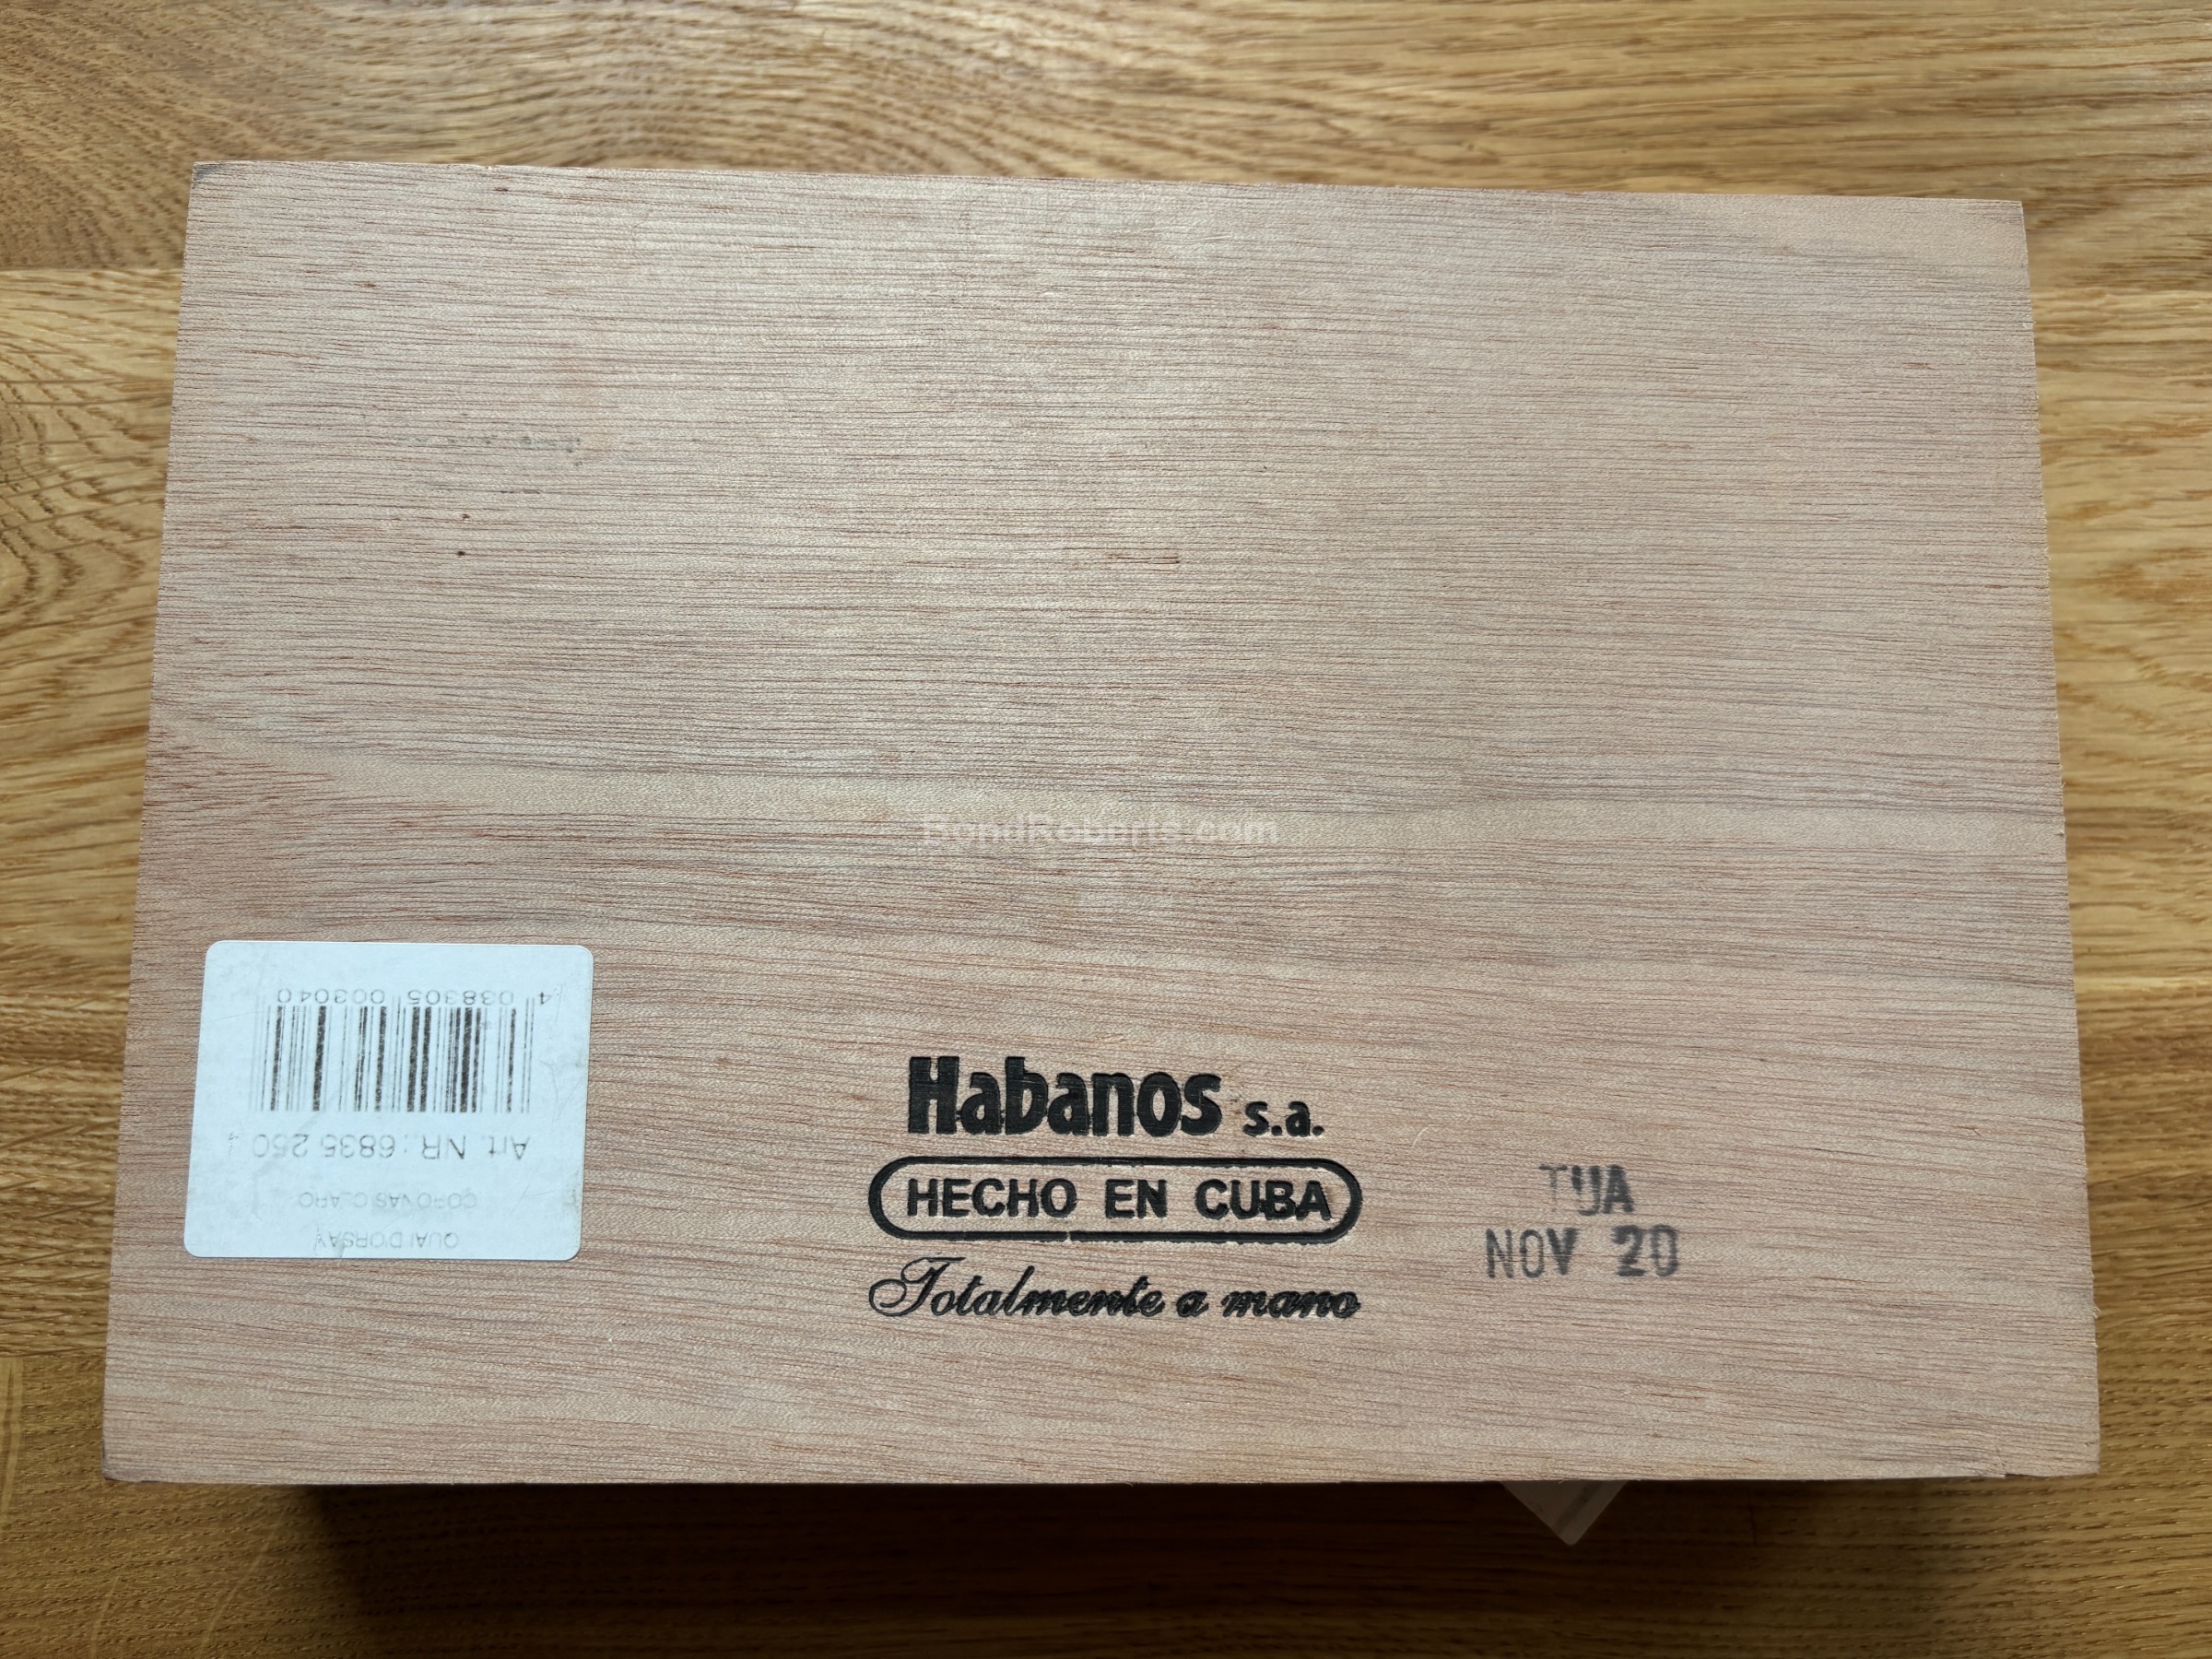 BondRoberts.com
4 038305 003040
Art. NR.: 6835 250
CORONAS CLARO
QUAI D'ORSAY
Habanos s.a.
HECHO EN CUBA
Totalmente a mano
TUA
NOV 20